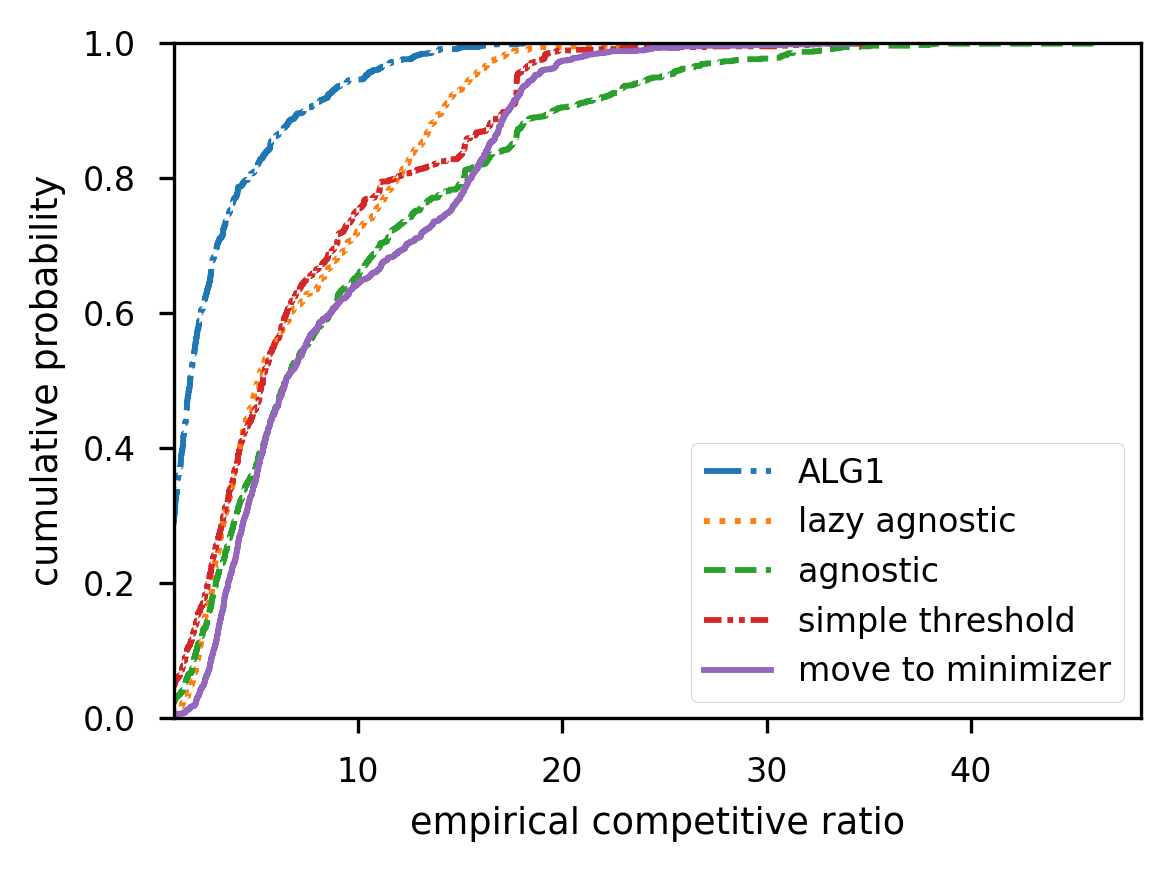 1.0
0.8
0.6
0.4
0.2
0.0
cumulative probability
10 20 30 40
empirical competitive ratio
ALG1
lazy agnostic
agnostic
simple threshold
move to minimizer